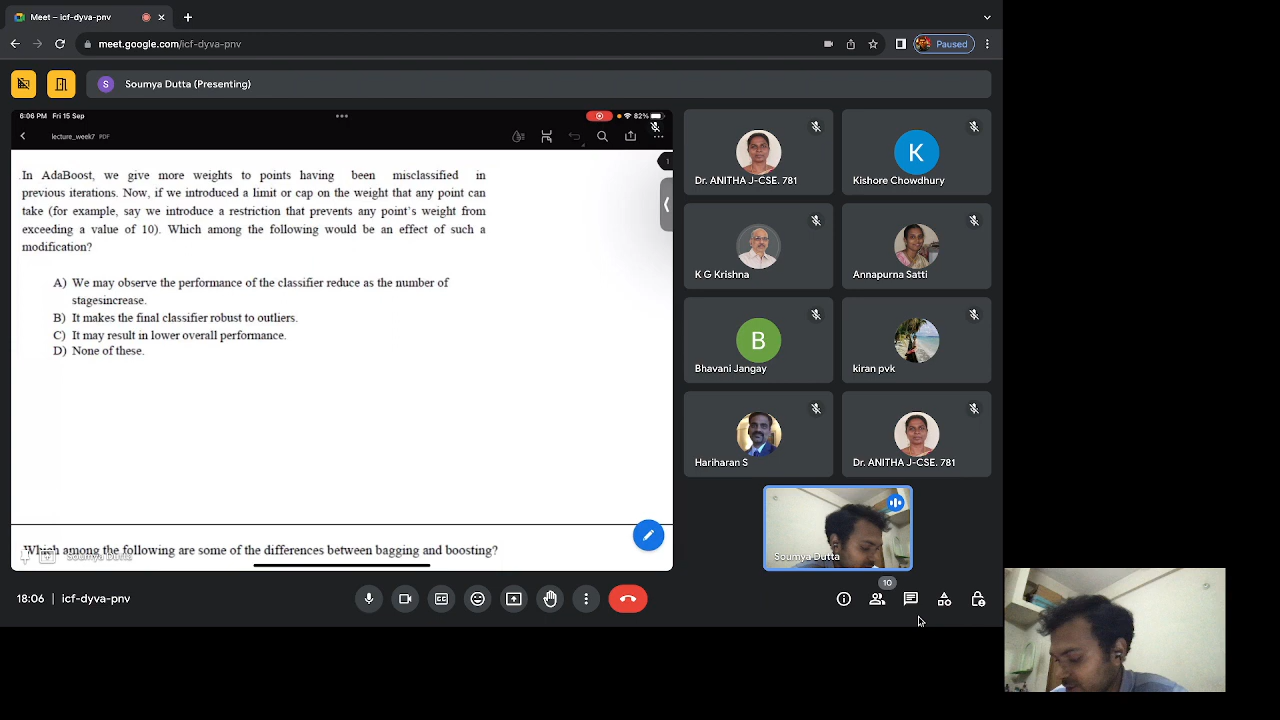 Meet – icf-dyva-pnv
meet.google.com/icf-dyva-pnv
Paused
S
Soumya Dutta (Presenting)
6:06 PM Fri 15 Sep
82%
lecture_week7 PDF
1
In AdaBoost, we give more weights to points having been misclassified in
previous iterations. Now, if we introduced a limit or cap on the weight that any point can
take (for example, say we introduce a restriction that prevents any point's weight from
exceeding a value of 10). Which among the following would be an effect of such a
modification?
A) We may observe the performance of the classifier reduce as the number of
stagesincrease.
B) It makes the final classifier robust to outliers.
C) It may result in lower overall performance.
D) None of these.
Which among the following are some of the differences between bagging and boosting?
Soumya Dutta
Dr. ANITHA J-CSE. 781
K
Kishore Chowdhury
K G Krishna
Annapurna Satti
B
Bhavani Jangay
kiran pvk
Hariharan S
Dr. ANITHA J-CSE. 781
Soumya Dutta
18:06 | icf-dyva-pnv
10